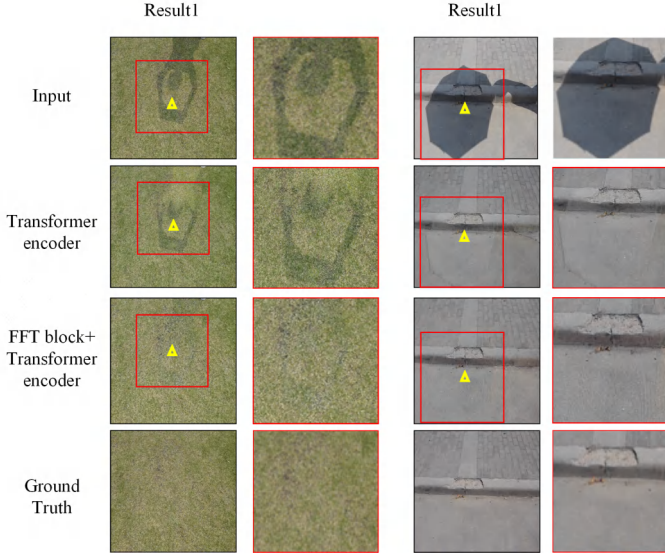 Result1
Result1
Input
Transformer
encoder
FFT block+
Transformer
encoder
Ground
Truth